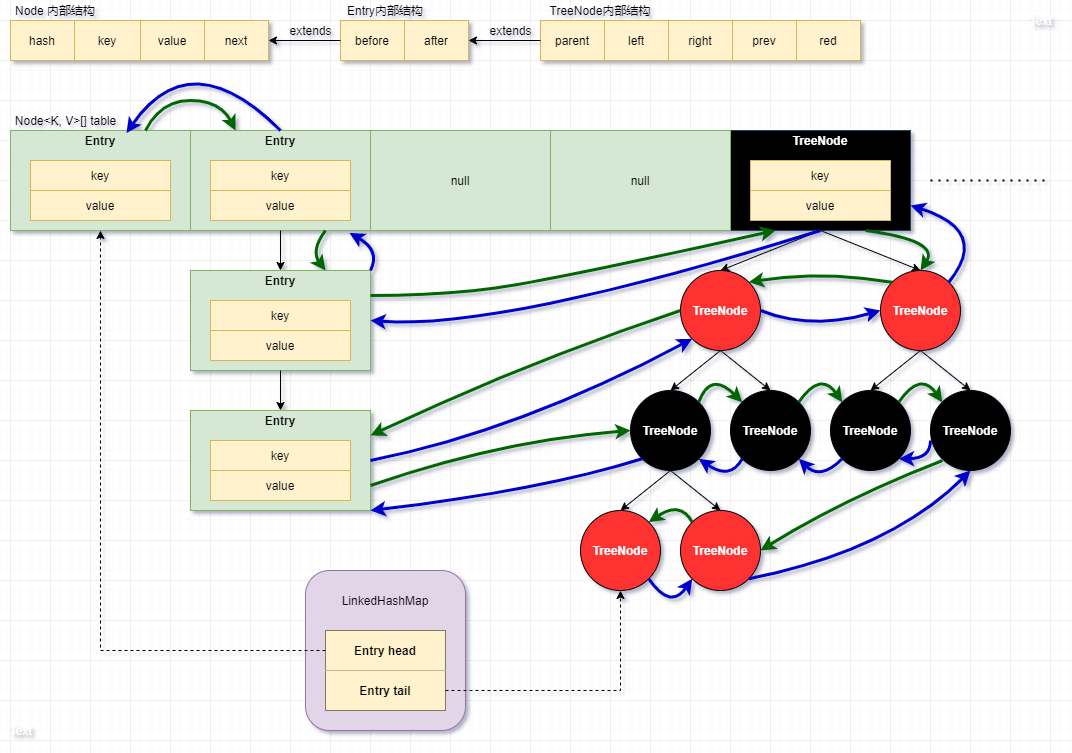 Node 内部结构
Entry内部结构
TreeNode内部结构
hash
key
value
next
extends
before
after
extends
parent
left
right
prev
red
Text
Node<K, V>[] table
Entry
key
value
Entry
key
value
null
null
TreeNode
key
value
...............
Entry
key
value
TreeNode
TreeNode
Entry
key
value
TreeNode
TreeNode
TreeNode
TreeNode
TreeNode
TreeNode
LinkedHashMap
Entry head
Entry tail
Text